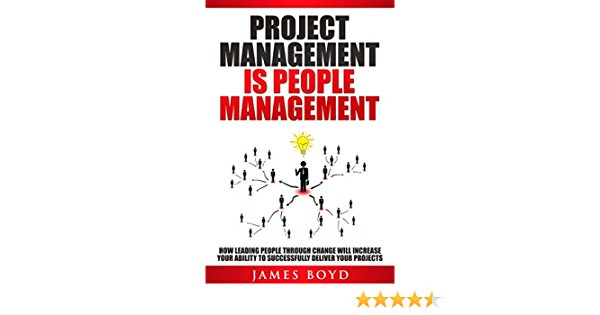 PROJECT
MANAGEMENT
IS PEOPLE
MANAGEMENT
HOW LEADING PEOPLE THROUGH CHANGE WILL INCREASE
YOUR ABILITY TO SUCCESSFULLY DELIVER YOUR PROJECTS
JAMES BOYD